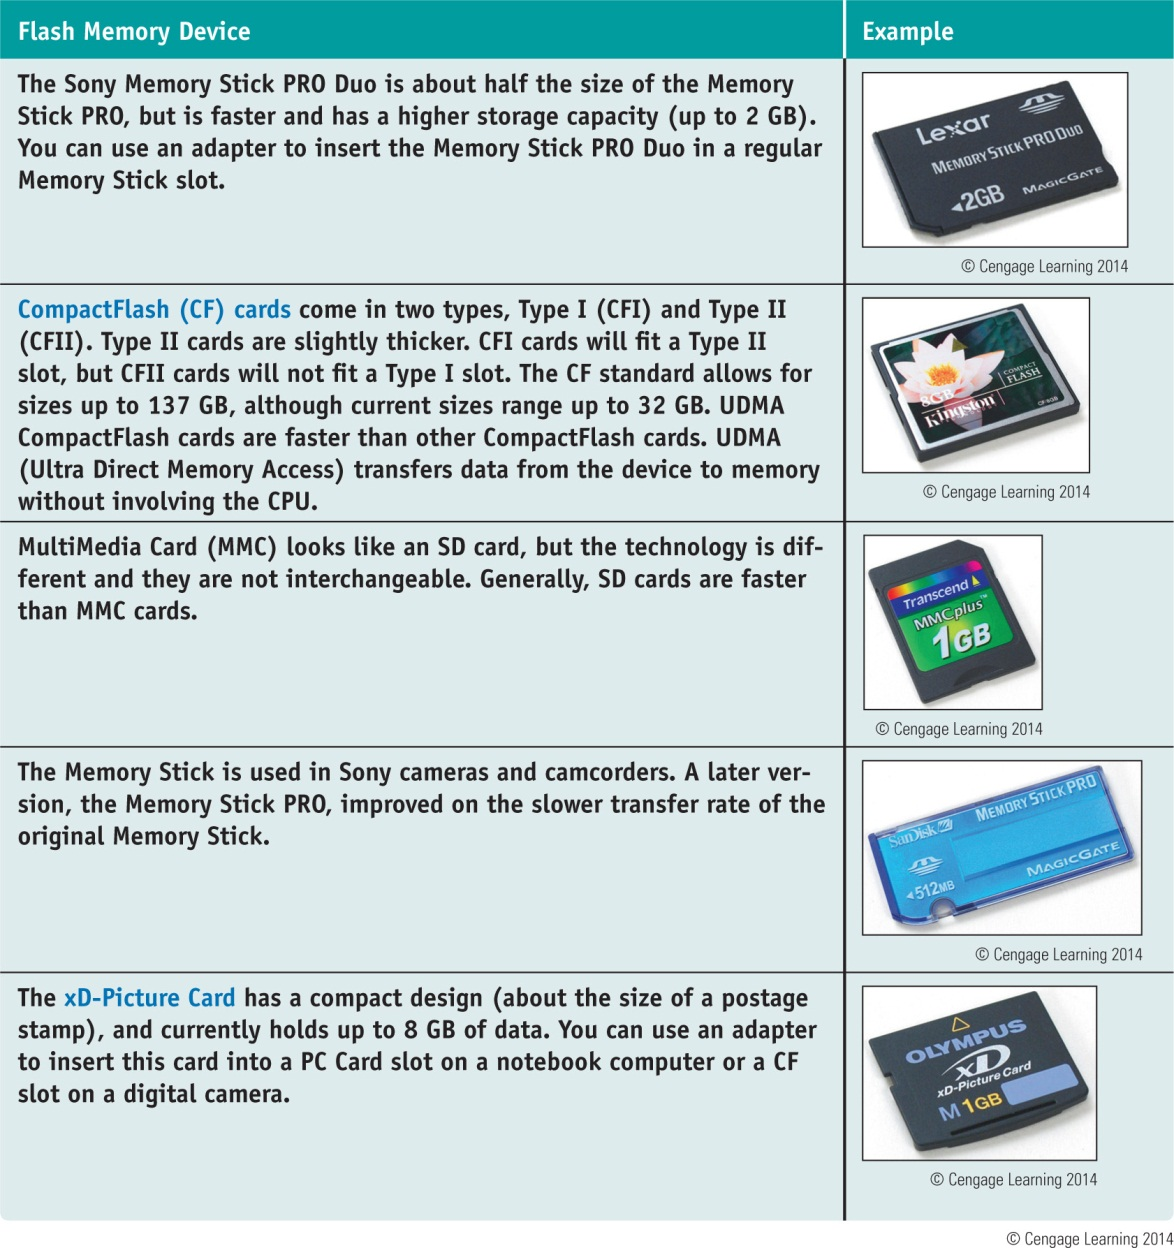 Flash Memory Device
Example
The Sony Memory Stick PRO Duo is about half the size of the Memory
Stick PRO, but is faster and has a higher storage capacity (up to 2 GB).
You can use an adapter to insert the Memory Stick PRO Duo in a regular
Memory Stick slot.
Lexar
MEMORY STICK PRO DUO
◄2GB MAGICGATE
© Cengage Learning 2014
CompactFlash (CF) cards come in two types, Type I (CFI) and Type II
(CFII). Type II cards are slightly thicker. CFI cards will fit a Type II
slot, but CFII cards will not fit a Type I slot. The CF standard allows for
sizes up to 137 GB, although current sizes range up to 32 GB. UDMA
CompactFlash cards are faster than other CompactFlash cards. UDMA
(Ultra Direct Memory Access) transfers data from the device to memory
without involving the CPU.
COMPACT
FLASH
8GB
Kingston
CF/8GB
© Cengage Learning 2014
MultiMedia Card (MMC) looks like an SD card, but the technology is dif-
ferent and they are not interchangeable. Generally, SD cards are faster
than MMC cards.
Transcend
MMCplus™
1GB
© Cengage Learning 2014
The Memory Stick is used in Sony cameras and camcorders. A later ver-
sion, the Memory Stick PRO, improved on the slower transfer rate of the
original Memory Stick.
MEMORY STICK PRO
SanDisk
MAGICGATE
◄512MB
© Cengage Learning 2014
The xD-Picture Card has a compact design (about the size of a postage
stamp), and currently holds up to 8 GB of data. You can use an adapter
to insert this card into a PC Card slot on a notebook computer or a CF
slot on a digital camera.
OLYMPUS
xD
xD-Picture Card
M 1GB
© Cengage Learning 2014
© Cengage Learning 2014